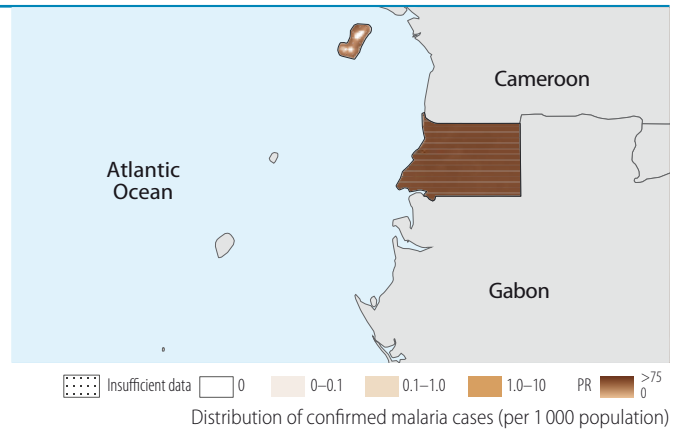 Cameroon
Atlantic
Ocean
Gabon
Insufficient data 0 0–0.1 0.1–1.0 1.0–10 PR >75
0
Distribution of confirmed malaria cases (per 1 000 population)